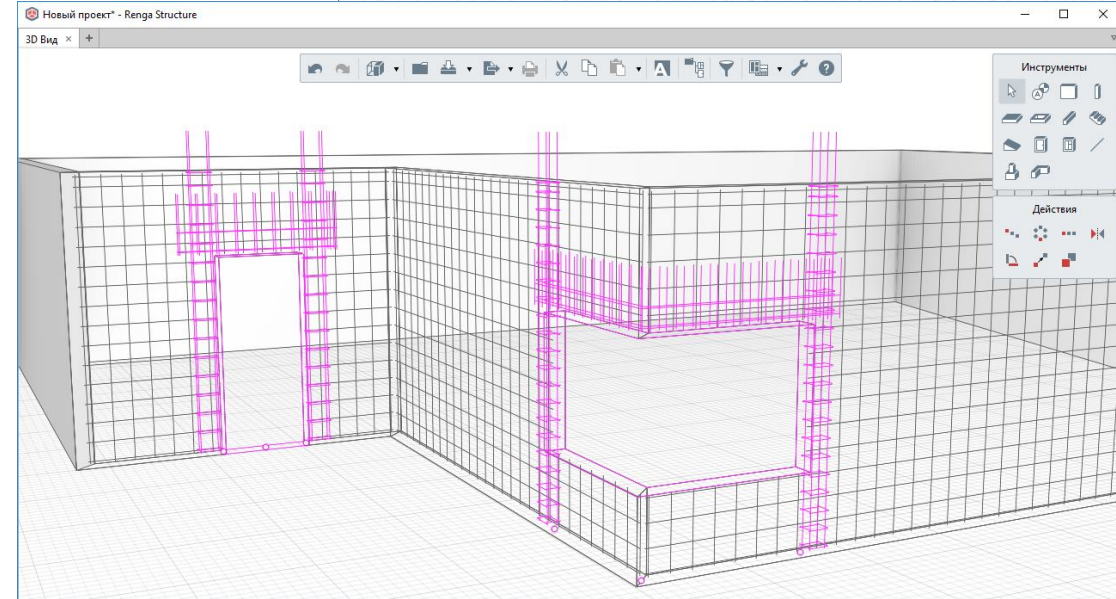 Новый проект* - Renga Structure
3D Вид × +
Инструменты
Действия